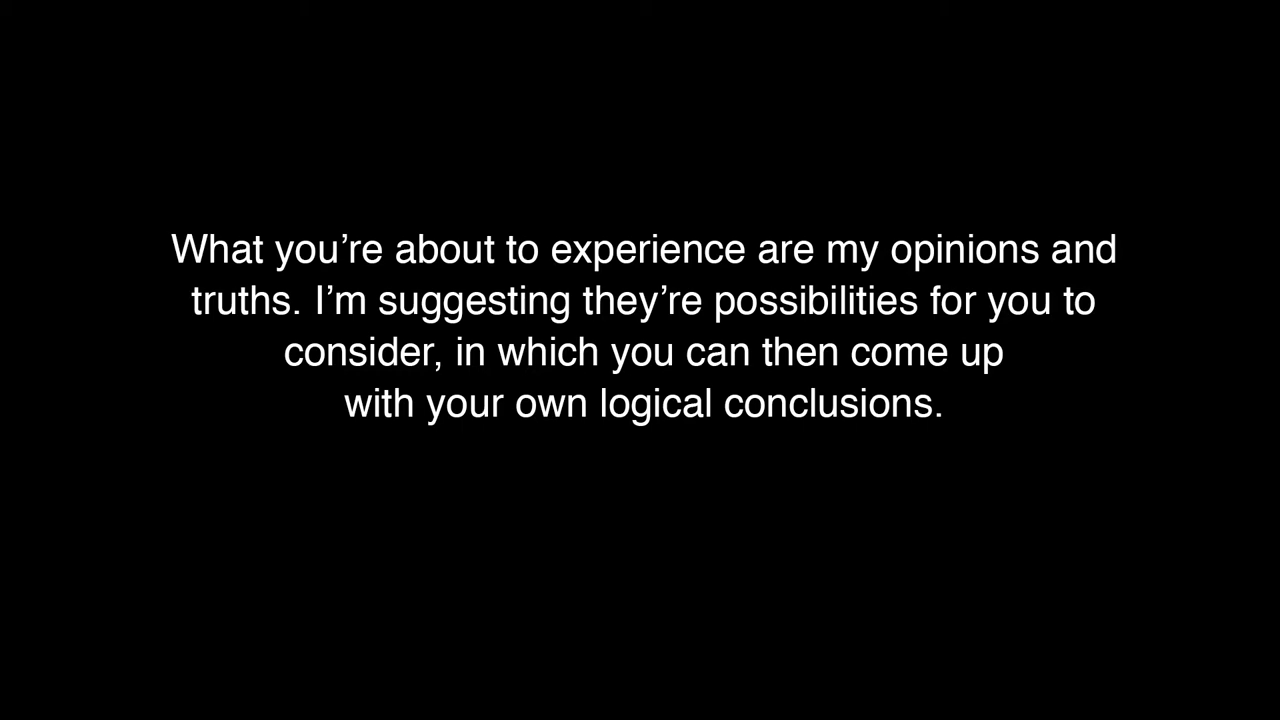 What you’re about to experience are my opinions and
truths. I’m suggesting they’re possibilities for you to
consider, in which you can then come up
with your own logical conclusions.